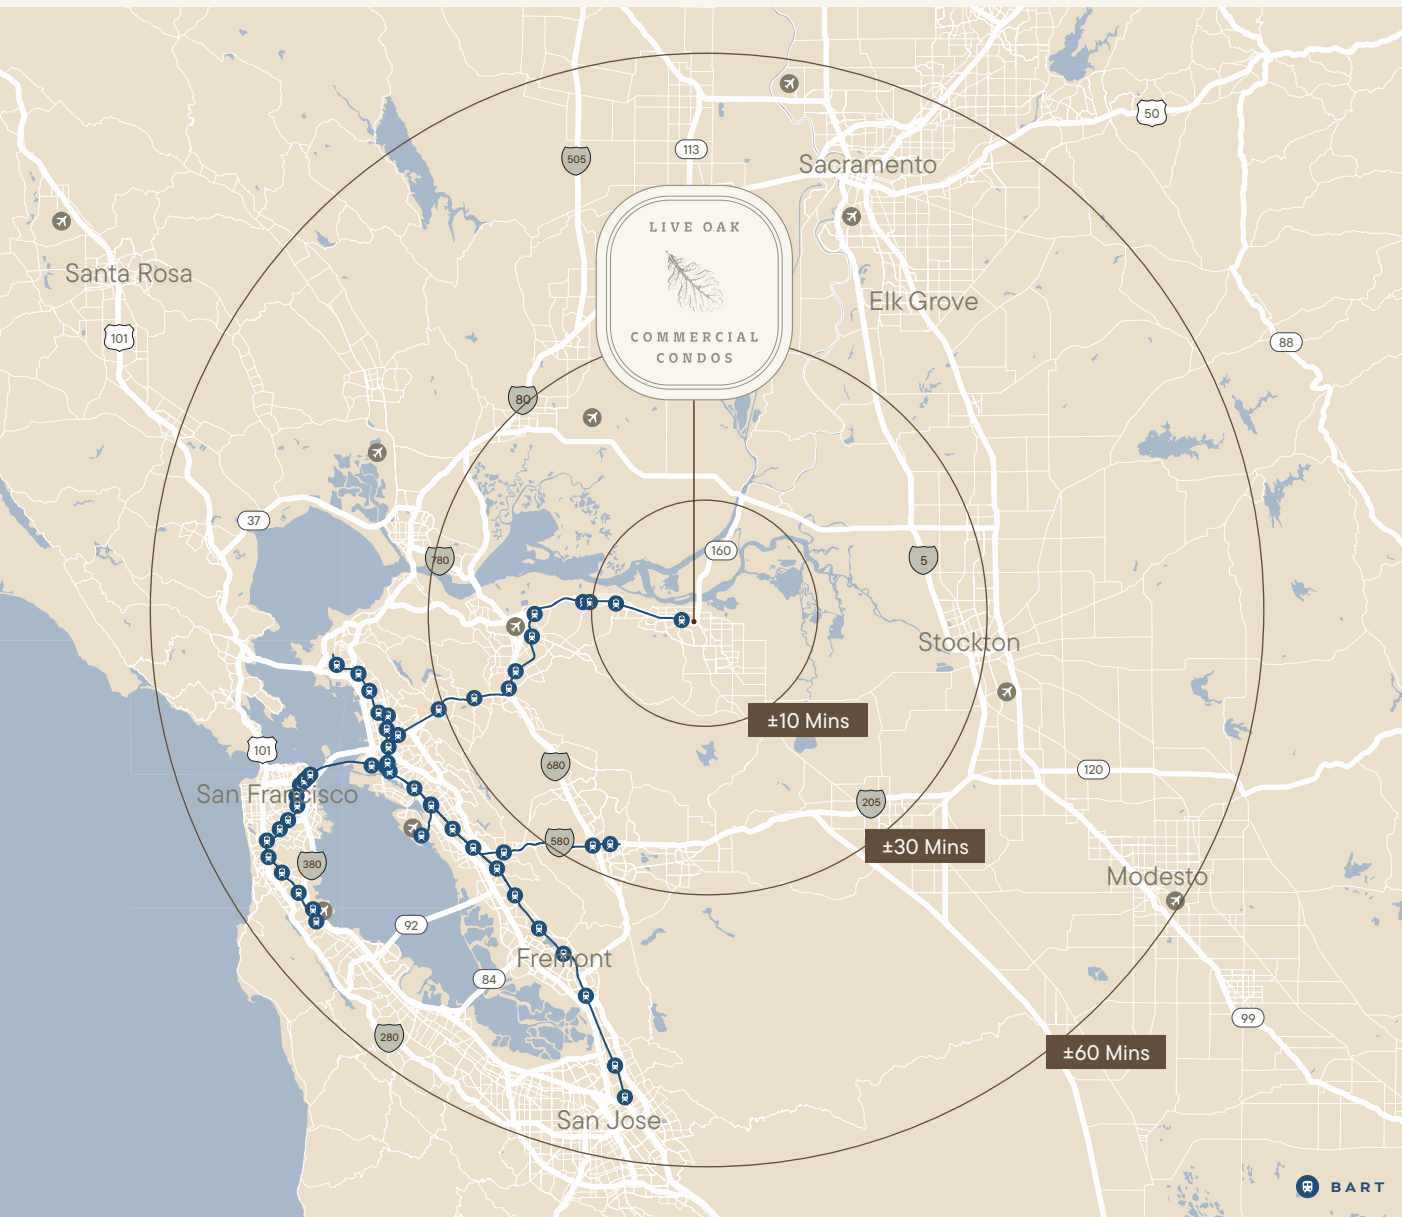 50
505
113
Sacramento
LIVE OAK
Santa Rosa
Elk Grove
101
COMMERCIAL
CONDOS
88
80
37
160
780
5
Stockton
±10 Mins
101
680
120
San Francisco
205
580
±30 Mins
380
Modesto
92
Fremont
84
99
280
±60 Mins
San Jose
BART